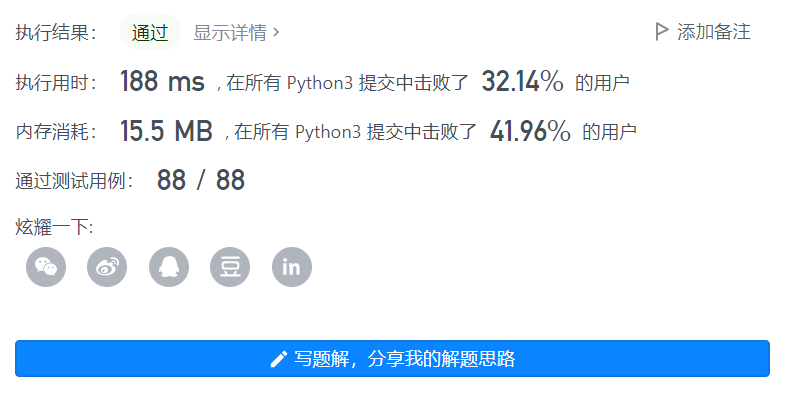 执行结果： 通过 显示详情 › 添加备注
执行用时： 188 ms , 在所有 Python3 提交中击败了 32.14% 的用户
内存消耗： 15.5 MB , 在所有 Python3 提交中击败了 41.96% 的用户
通过测试用例： 88 / 88
炫耀一下:
豆 in
写题解，分享我的解题思路